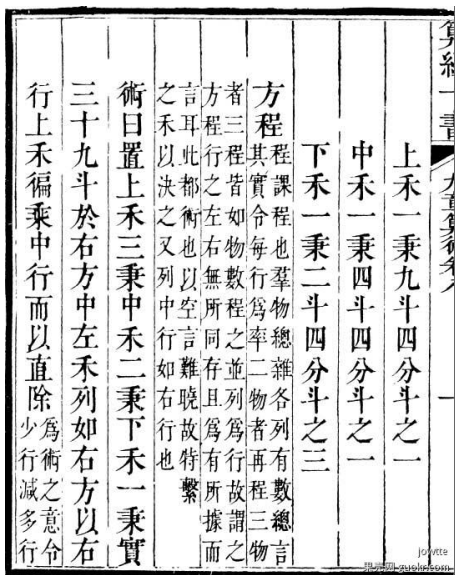 算經十書
九章算術卷八
一
上禾一秉九斗四分斗之一
中禾一秉四斗四分斗之一
下禾一秉二斗四分斗之三
方程
程課程也羣物總雜各列有數總言
其實令每行爲率二物者再程三物
者三程皆如物數程之並列爲行故謂之
方程行之左右無所同存且爲有所據而
言耳此都術也以空言難曉故特繫
之禾以決之又列中行如右行也
術曰置上禾三秉中禾二秉下禾一秉實
三十九斗於右方中左禾列如右方以右
行上禾徧乘中行而以直除
爲術之意令
少行減多行
jowtte
果壳网 guokr.com